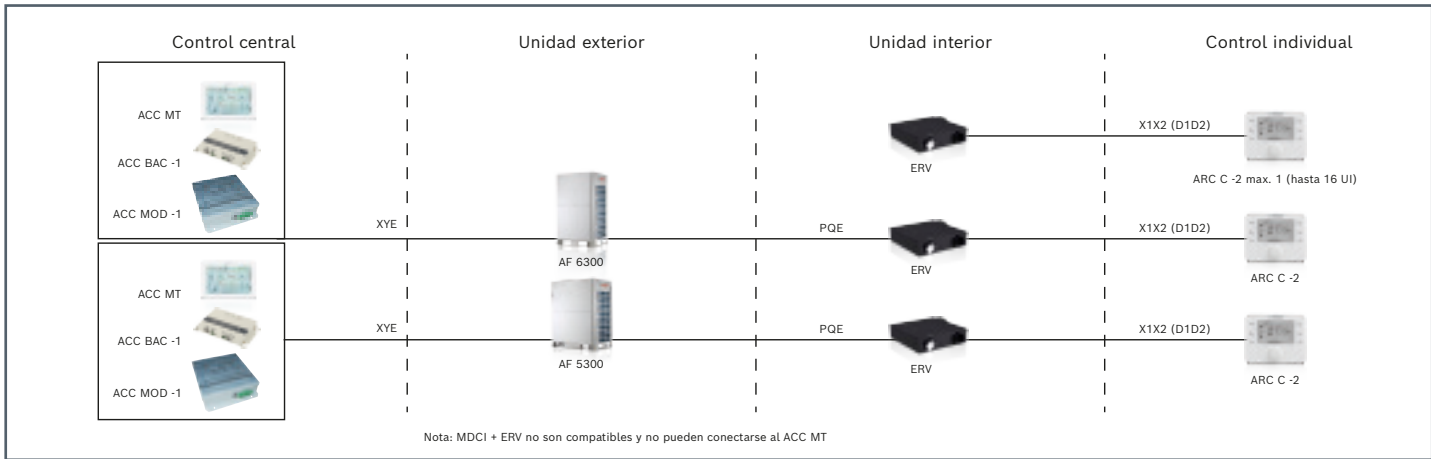 Control central
Unidad exterior
Unidad interior
Control individual
ACC MT
ACC BAC -1
ACC MOD -1
X1X2 (D1D2)
ERV
ARC C -2 max. 1 (hasta 16 UI)
XYE
AF 6300
PQE
ERV
X1X2 (D1D2)
ARC C -2
ACC MT
ACC BAC -1
ACC MOD -1
XYE
AF 5300
PQE
ERV
X1X2 (D1D2)
ARC C -2
Nota: MDCI + ERV no son compatibles y no pueden conectarse al ACC MT